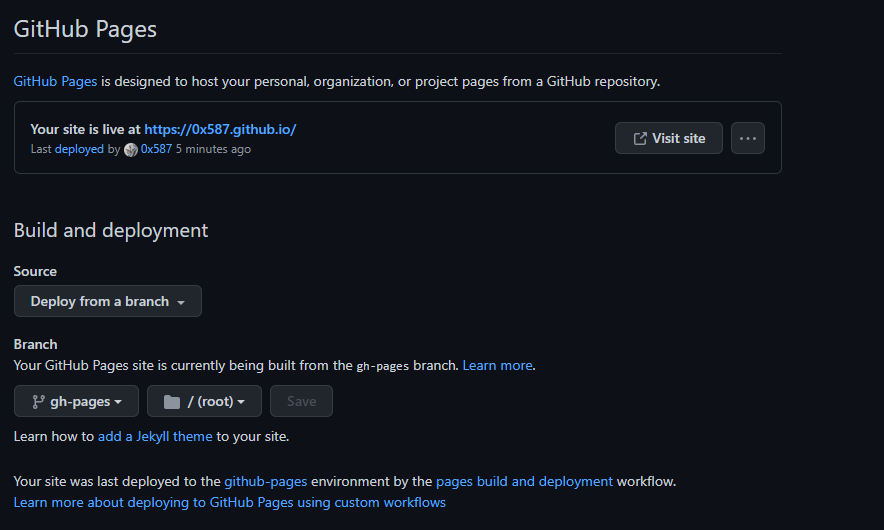 GitHub Pages
GitHub Pages is designed to host your personal, organization, or project pages from a GitHub repository.
Your site is live at https://0x587.github.io/
Last deployed by 0x587 5 minutes ago
Visit site
Build and deployment
Source
Deploy from a branch
Branch
Your GitHub Pages site is currently being built from the gh-pages branch. Learn more.
gh-pages
/ (root)
Save
Learn how to add a Jekyll theme to your site.
Your site was last deployed to the github-pages environment by the pages build and deployment workflow.
Learn more about deploying to GitHub Pages using custom workflows